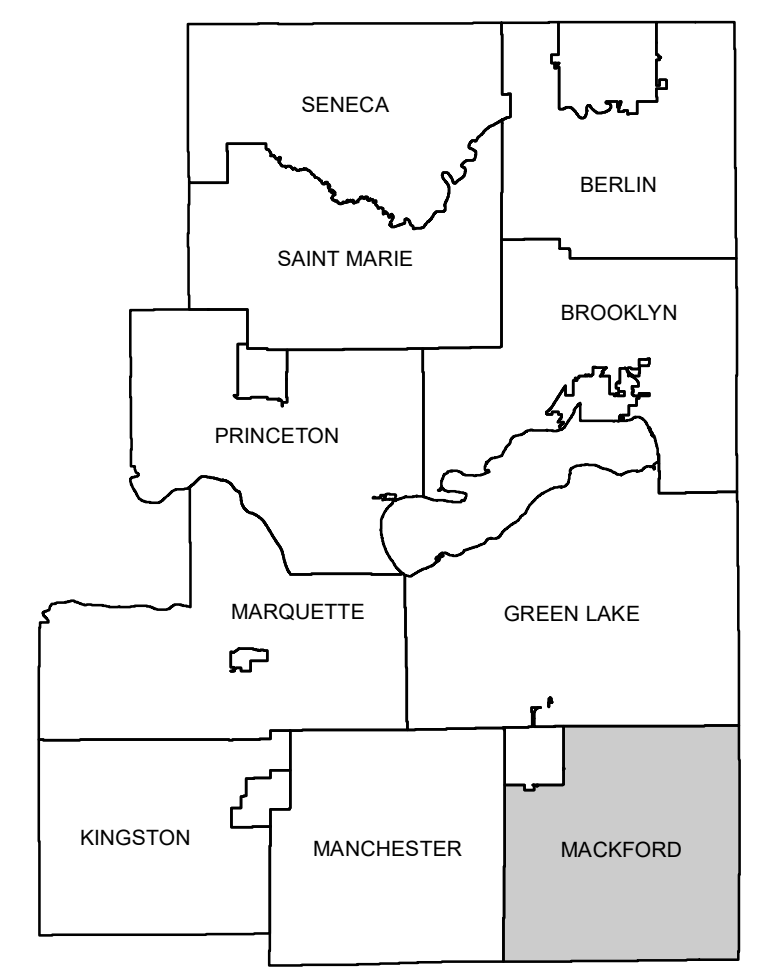 SENECA
BERLIN
SAINT MARIE
BROOKLYN
PRINCETON
MARQUETTE
GREEN LAKE
KINGSTON
MANCHESTER
MACKFORD